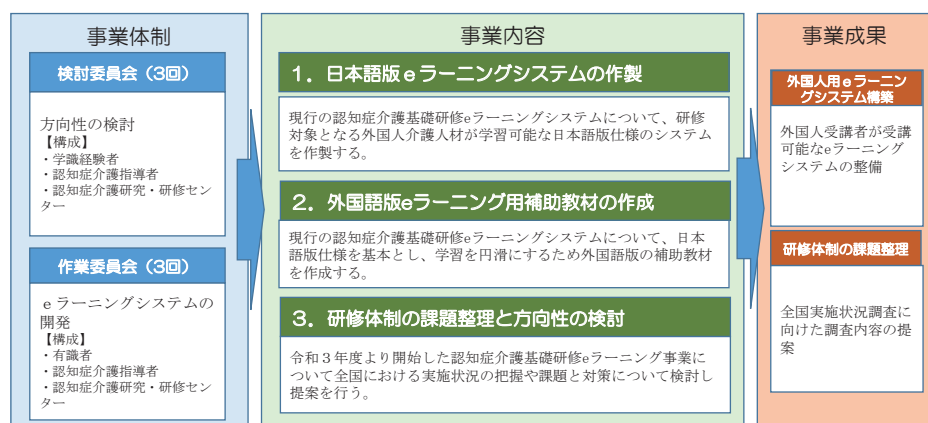 事業体制
検討委員会（3回）
方向性の検討
【構成】
・学識経験者
・認知症介護指導者
・認知症介護研究・研修セン
ター
作業委員会（3回）
ｅラーニングシステムの
開発
【構成】
・有識者
・認知症介護指導者
・認知症介護研究・研修セン
ター
事業内容
１．日本語版ｅラーニングシステムの作製
現行の認知症介護基礎研修eラーニングシステムについて、研修
対象となる外国人介護人材が学習可能な日本語版仕様のシステム
を作製する。
２．外国語版eラーニング用補助教材の作成
現行の認知症介護基礎研修eラーニングシステムについて、日本
語版仕様を基本とし、学習を円滑にするため外国語版の補助教材
を作成する。
３．研修体制の課題整理と方向性の検討
令和３年度より開始した認知症介護基礎研修eラーニング事業に
ついて全国における実施状況の把握や課題と対策について検討し
提案を行う。
事業成果
外国人用ｅラーニン
グシステム構築
外国人受講者が受講
可能なeラーニング
システムの整備
研修体制の課題整理
全国実施状況調査に
向けた調査内容の提
案